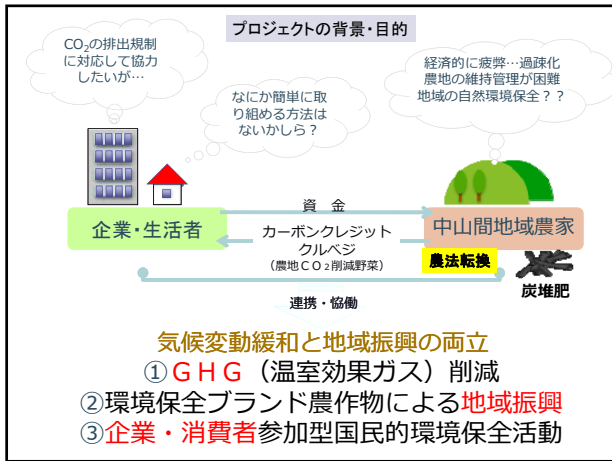 プロジェクトの背景･目的
CO₂の排出規制
に対応して協力
したいが…
なにか簡単に取
り組める方法は
ないかしら？
経済的に疲弊…過疎化
農地の維持管理が困難
地域の自然環境保全？？
資　金
企業･生活者
カーボンクレジット
クルベジ
（農地ＣＯ₂削減野菜）
中山間地域農家
農法転換
炭堆肥
連携・協働
気候変動緩和と地域振興の両立
①ＧＨＧ（温室効果ガス）削減
②環境保全ブランド農作物による地域振興
③企業・消費者参加型国民的環境保全活動